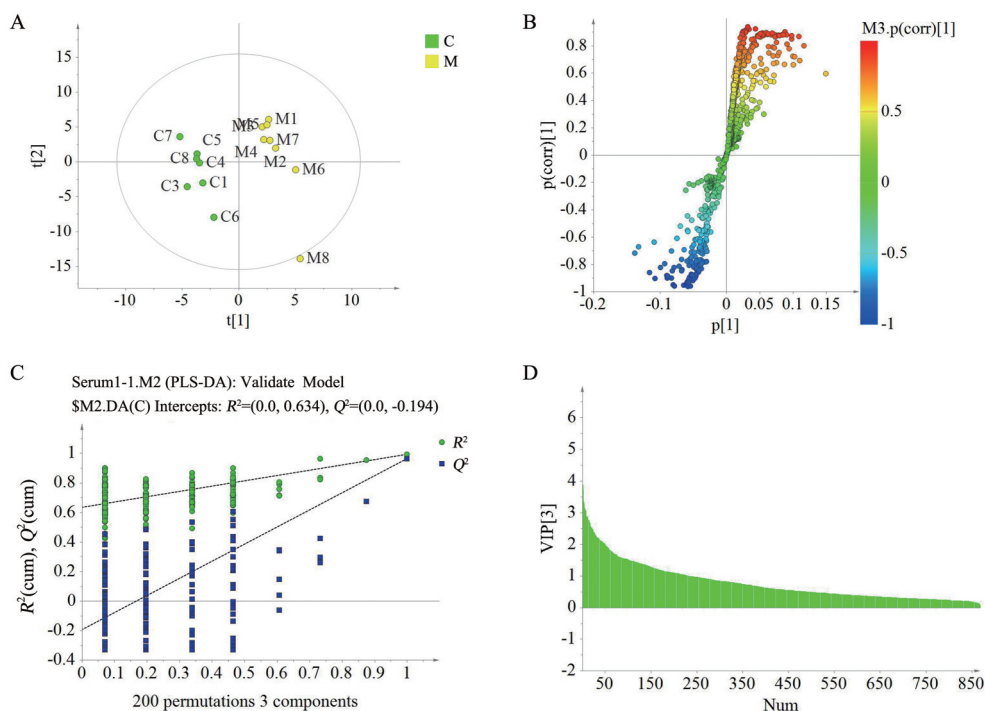 A
C
M
15
10
5
0
-5
-10
-15
t[2]
C7
C5
C8
C4
C3
C1
C6
M3
M5
M1
M4
M7
M2
M6
M8
-10
-5
0
5
10
t[1]
B
M3.p(corr)[1]
0.8
0.6
0.4
0.2
0
-0.2
-0.4
-0.6
-0.8
-1
p(corr)[1]
0.5
0
-0.5
-1
-0.2
-0.1
0
0.05
0.1
0.15
p[1]
C
Serum1-1.M2 (PLS-DA): Validate Model
$M2.DA(C) Intercepts: R²=(0.0, 0.634), Q²=(0.0, -0.194)
R²
Q²
1
0.8
0.6
0.4
0.2
0
-0.2
-0.4
R²(cum), Q²(cum)
0 0.1 0.2 0.3 0.4 0.5 0.6 0.7 0.8 0.9 1
200 permutations 3 components
D
6
5
4
3
2
1
0
-1
-2
VIP[3]
50 150 250 350 450 550 650 750 850
Num